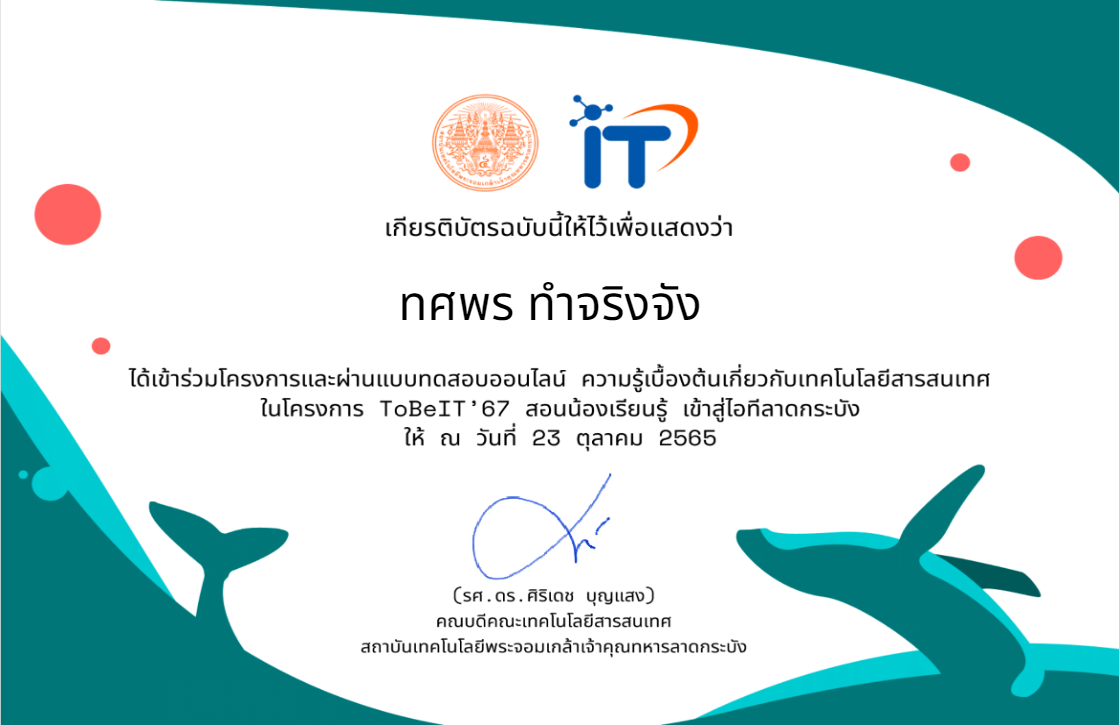 iT
เกียรติบัตรฉบับนี้ให้ไว้เพื่อแสดงว่า
ทศพร ทำจริงจัง
ได้เข้าร่วมโครงการและผ่านแบบทดสอบออนไลน์ ความรู้เบื้องต้นเกี่ยวกับเทคโนโลยีสารสนเทศ
ในโครงการ ToBeIT’67 สอนน้องเรียนรู้ เข้าสู่ไอทีลาดกระบัง
ให้ ณ วันที่ 23 ตุลาคม 2565
(รศ.ดร.ศิริเดช บุญแสง)
คณบดีคณะเทคโนโลยีสารสนเทศ
สถาบันเทคโนโลยีพระจอมเกล้าเจ้าคุณทหารลาดกระบัง